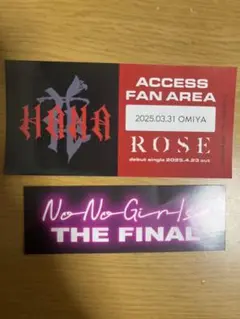 HANA
ACCESS
FAN AREA
2025.03.31 OMIYA
ROSE
debut single 2025.4.23 out
No No Girls
THE FINAL